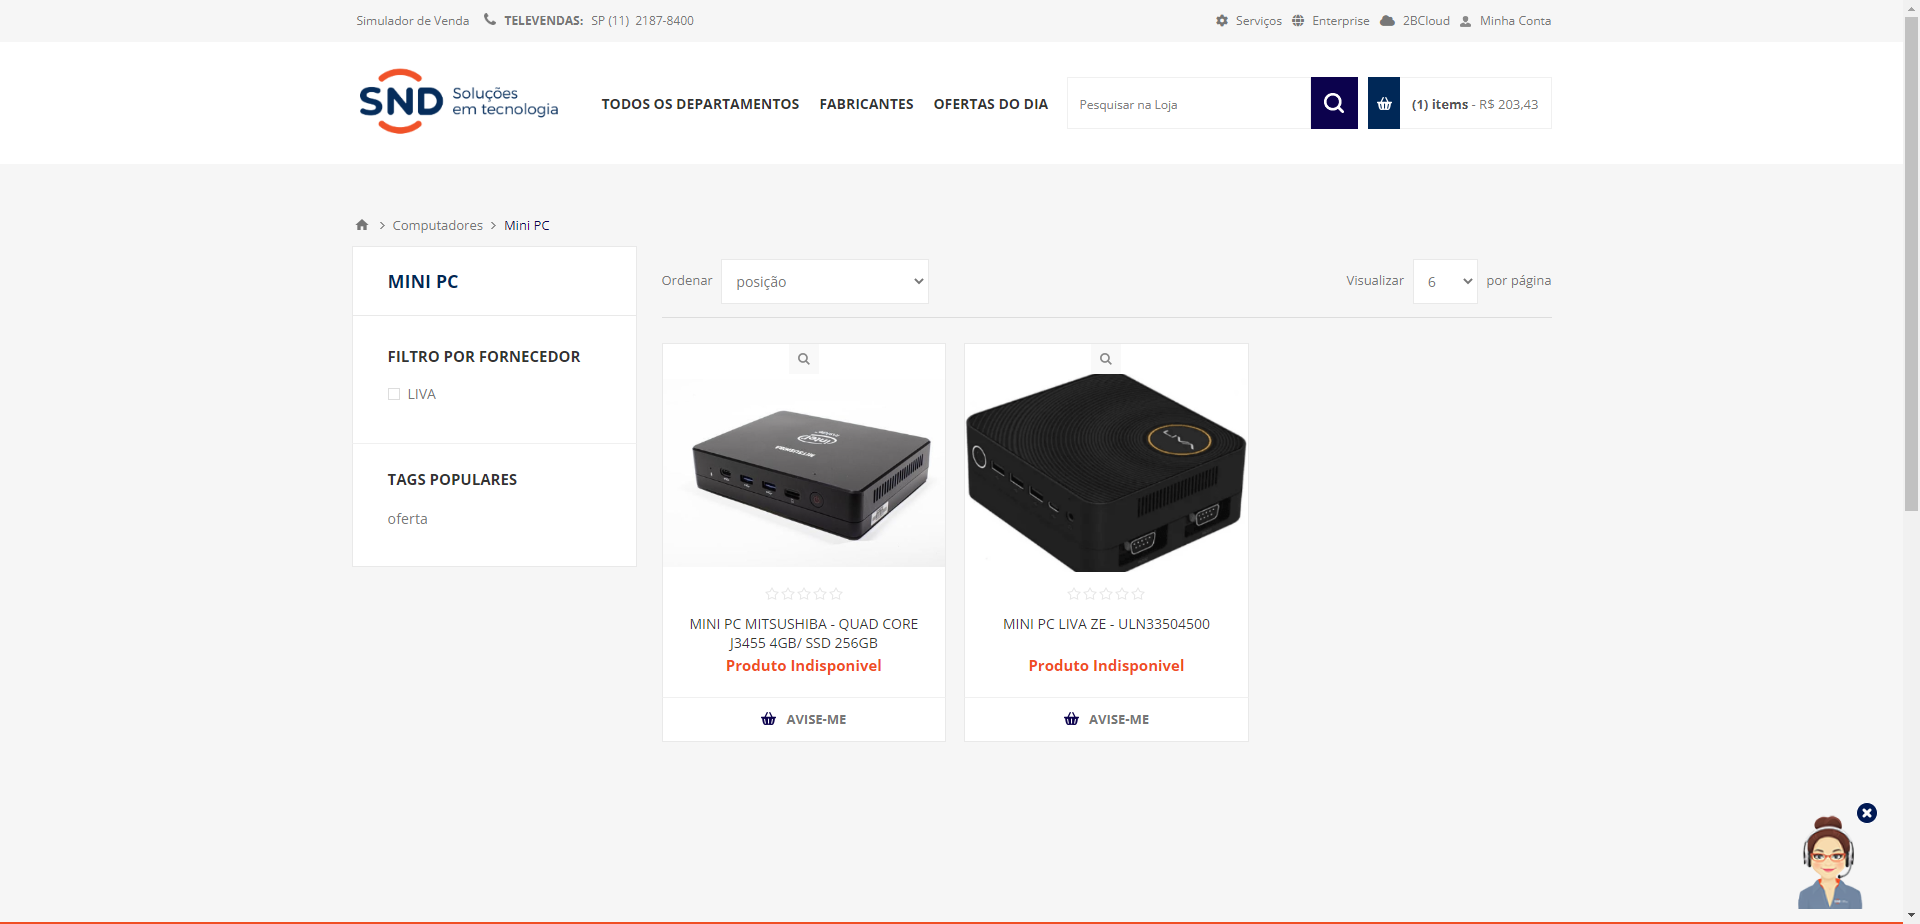 Simulador de Venda
TELEVENDAS: SP (11) 2187-8400
Serviços
Enterprise
2BCloud
Minha Conta
SND Soluções
em tecnologia
TODOS OS DEPARTAMENTOS
FABRICANTES
OFERTAS DO DIA
Pesquisar na Loja
(1) items - R$ 203,43
> Computadores > Mini PC
MINI PC
FILTRO POR FORNECEDOR
LIVA
TAGS POPULARES
oferta
Ordenar posição
Visualizar 6 por página
intel
MITSUSHIBA
MINI PC MITSUSHIBA - QUAD CORE
J3455 4GB/ SSD 256GB
Produto Indisponivel
AVISE-ME
LIVA
MINI PC LIVA ZE - ULN33504500
Produto Indisponivel
AVISE-ME